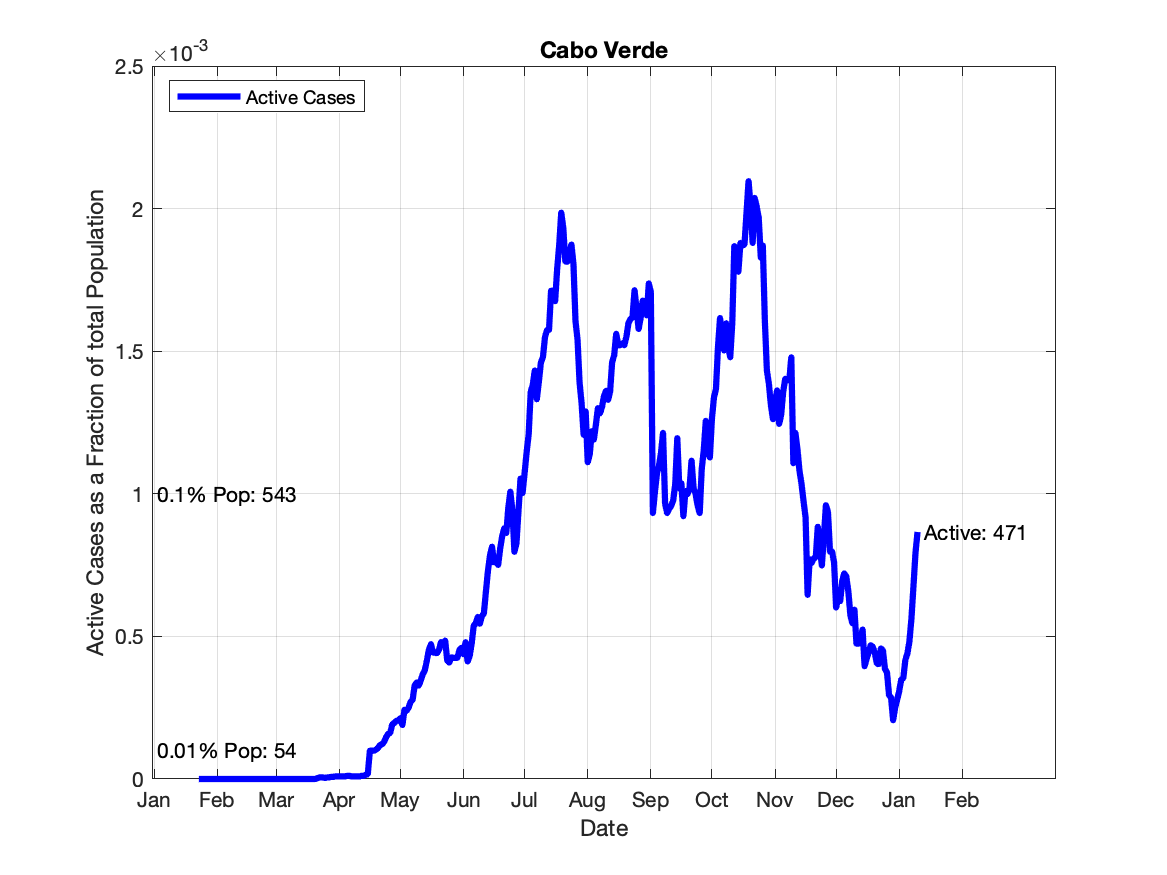 Cabo Verde
×10-3
2.5
2
1.5
1
0.5
0
Active Cases
0.1% Pop: 543
0.01% Pop: 54
Active: 471
Active Cases as a Fraction of total Population
Jan Feb Mar Apr May Jun Jul Aug Sep Oct Nov Dec Jan Feb
Date